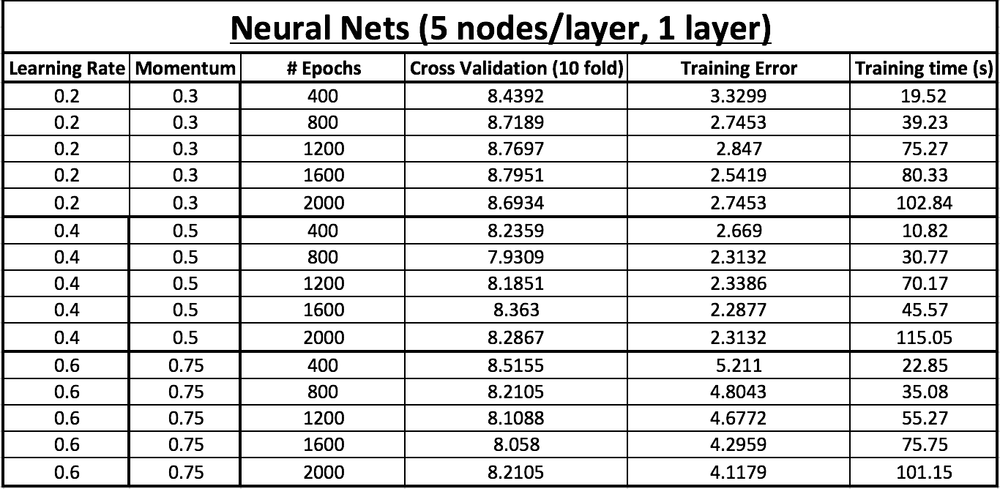 Neural Nets (5 nodes/layer, 1 layer)
Learning Rate Momentum # Epochs Cross Validation (10 fold) Training Error Training time (s)
0.2 0.3 400 8.4392 3.3299 19.52
0.2 0.3 800 8.7189 2.7453 39.23
0.2 0.3 1200 8.7697 2.847 75.27
0.2 0.3 1600 8.7951 2.5419 80.33
0.2 0.3 2000 8.6934 2.7453 102.84
0.4 0.5 400 8.2359 2.669 10.82
0.4 0.5 800 7.9309 2.3132 30.77
0.4 0.5 1200 8.1851 2.3386 70.17
0.4 0.5 1600 8.363 2.2877 45.57
0.4 0.5 2000 8.2867 2.3132 115.05
0.6 0.75 400 8.5155 5.211 22.85
0.6 0.75 800 8.2105 4.8043 35.08
0.6 0.75 1200 8.1088 4.6772 55.27
0.6 0.75 1600 8.058 4.2959 75.75
0.6 0.75 2000 8.2105 4.1179 101.15